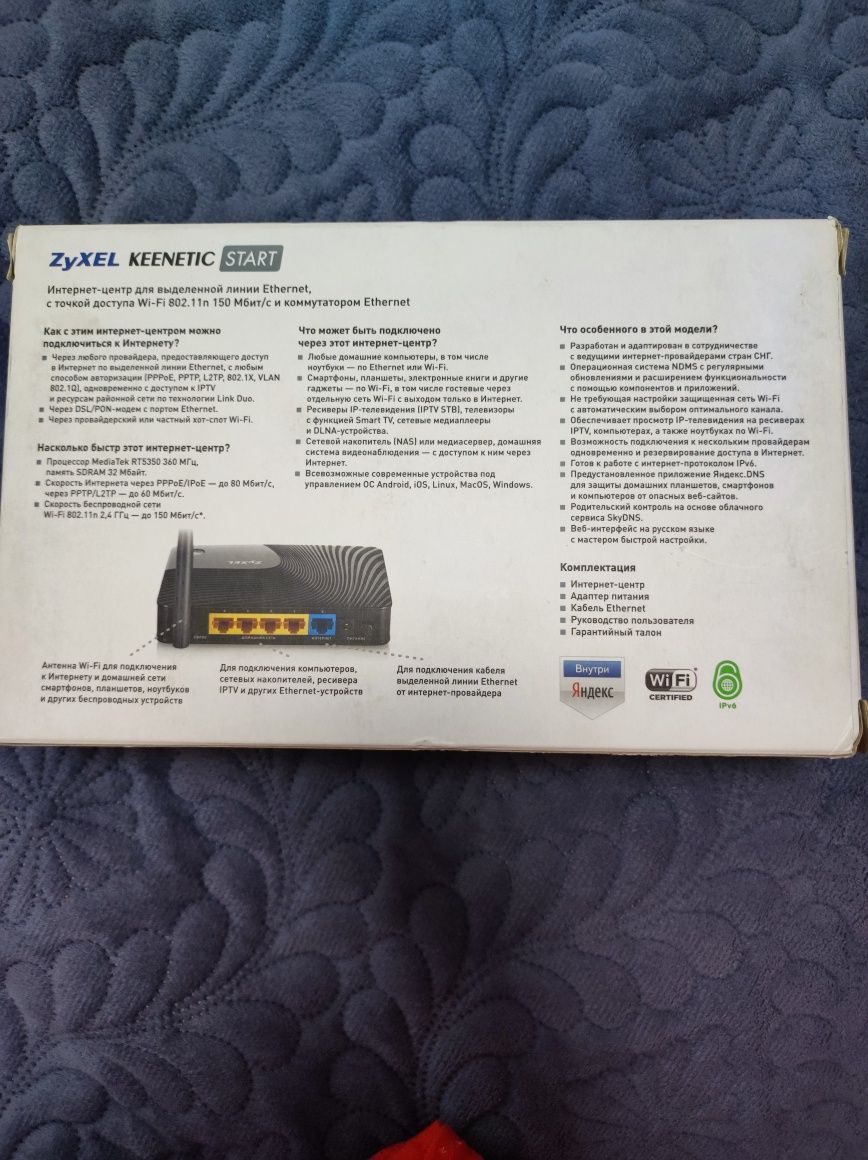 ZyXEL KEENETIC START
Интернет-центр для выделенной линии Ethernet,
с точкой доступа Wi-Fi 802.11n 150 Мбит/с и коммутатором Ethernet
Как с этим интернет-центром можно
подключиться к Интернету?
■ Через любого провайдера, предоставляющего доступ
в Интернет по выделенной линии Ethernet, с любым
способом авторизации (PPPoE, PPTP, L2TP, 802.1X, VLAN
802.1Q), одновременно с доступом к IPTV
и ресурсам районной сети по технологии Link Duo.
■ Через DSL/PON-модем с портом Ethernet.
■ Через провайдерский или частный хот-спот Wi-Fi.
Насколько быстр этот интернет-центр?
■ Процессор MediaTek RT5350 360 МГц,
память SDRAM 32 Мбайт.
■ Скорость Интернета через PPPoE/IPoE — до 80 Мбит/с,
через PPTP/L2TP — до 60 Мбит/с.
■ Скорость беспроводной сети
Wi-Fi 802.11n 2,4 ГГц — до 150 Мбит/с*.
Что может быть подключено
через этот интернет-центр?
■ Любые домашние компьютеры, в том числе
ноутбуки — по Ethernet или Wi-Fi.
■ Смартфоны, планшеты, электронные книги и другие
гаджеты — по Wi-Fi, в том числе гостевые через
отдельную сеть Wi-Fi с выходом только в Интернет.
■ Ресиверы IP-телевидения (IPTV STB), телевизоры
с функцией Smart TV, сетевые медиаплееры
и DLNA-устройства.
■ Сетевой накопитель (NAS) или медиасервер, домашняя
система видеонаблюдения — с доступом к ним через
Интернет.
■ Всевозможные современные устройства под
управлением ОС Android, iOS, Linux, MacOS, Windows.
Что особенного в этой модели?
■ Разработан и адаптирован в сотрудничестве
с ведущими интернет-провайдерами стран СНГ.
■ Операционная система NDMS с регулярными
обновлениями и расширением функциональности
с помощью компонентов и приложений.
■ Не требующая настройки защищенная сеть Wi-Fi
с автоматическим выбором оптимального канала.
■ Обеспечивает просмотр IP-телевидения на ресиверах
IPTV, компьютерах, а также ноутбуках по Wi-Fi.
■ Возможность подключения к нескольким провайдерам
одновременно и резервирование доступа в Интернет.
■ Готов к работе с интернет-протоколом IPv6.
■ Предустановленное приложение Яндекс.DNS
для защиты домашних планшетов, смартфонов
и компьютеров от опасных веб-сайтов.
■ Родительский контроль на основе облачного
сервиса SkyDNS.
■ Веб-интерфейс на русском языке
с мастером быстрой настройки.
Комплектация
■ Интернет-центр
■ Адаптер питания
■ Кабель Ethernet
■ Руководство пользователя
■ Гарантийный талон
ZyXEL
ДОМАШНЯЯ СЕТЬ
ИНТЕРНЕТ
ПИТАНИЕ
Антенна Wi-Fi для подключения
к Интернету и домашней сети
смартфонов, планшетов, ноутбуков
и других беспроводных устройств
Для подключения компьютеров,
сетевых накопителей, ресивера
IPTV и других Ethernet-устройств
Для подключения кабеля
выделенной линии Ethernet
от интернет-провайдера
Внутри
Яндекс
Wi Fi
CERTIFIED
IPv6